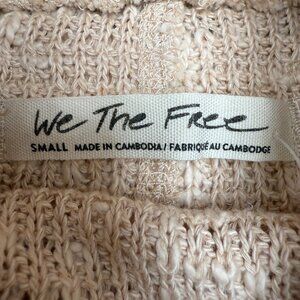 We The Free
SMALL MADE IN CAMBODIA / FABRIQUÉ AU CAMBODGE